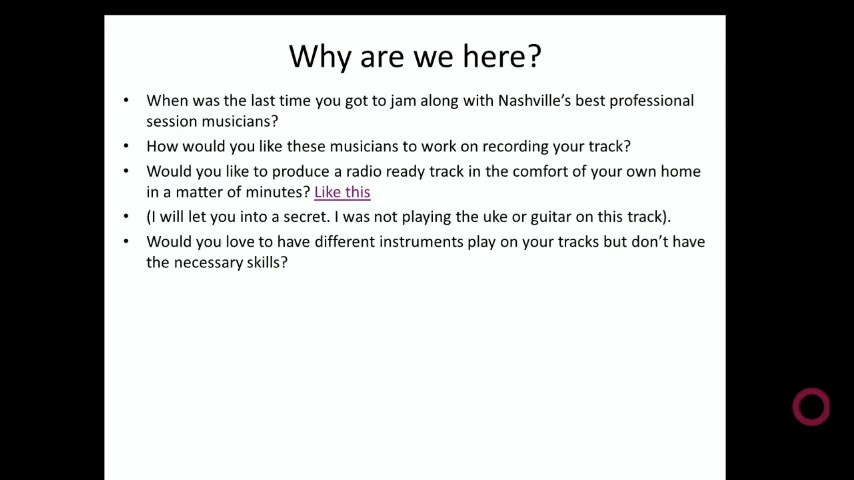 Why are we here?
• When was the last time you got to jam along with Nashville's best professional
session musicians?
• How would you like these musicians to work on recording your track?
• Would you like to produce a radio ready track in the comfort of your own home
in a matter of minutes? Like this
• (I will let you into a secret. I was not playing the uke or guitar on this track).
• Would you love to have different instruments play on your tracks but don't have
the necessary skills?